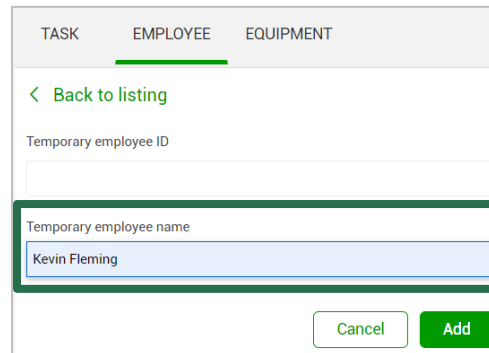 TASK EMPLOYEE EQUIPMENT
Back to listing
Temporary employee ID
Temporary employee name
Kevin Fleming
Cancel Add